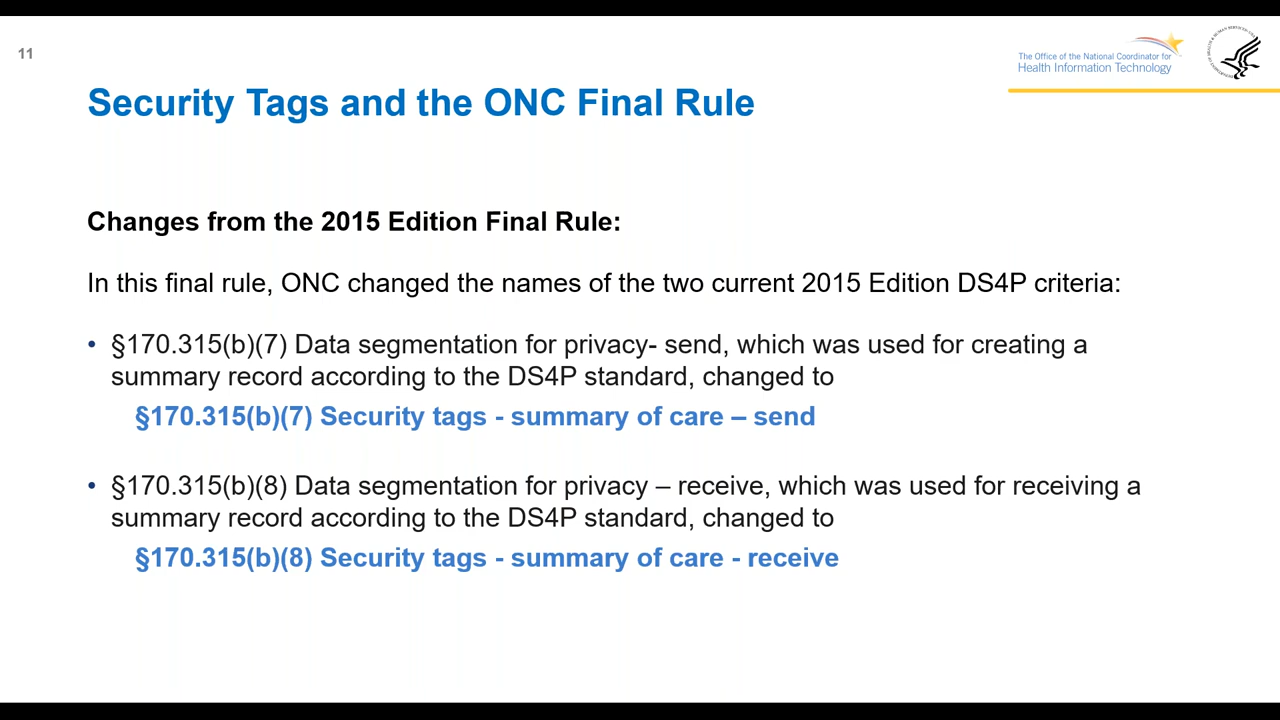 11
The Office of the National Coordinator for
Health Information Technology
Security Tags and the ONC Final Rule
Changes from the 2015 Edition Final Rule:
In this final rule, ONC changed the names of the two current 2015 Edition DS4P criteria:
• §170.315(b)(7) Data segmentation for privacy- send, which was used for creating a
summary record according to the DS4P standard, changed to
§170.315(b)(7) Security tags - summary of care – send
• §170.315(b)(8) Data segmentation for privacy – receive, which was used for receiving a
summary record according to the DS4P standard, changed to
§170.315(b)(8) Security tags - summary of care - receive